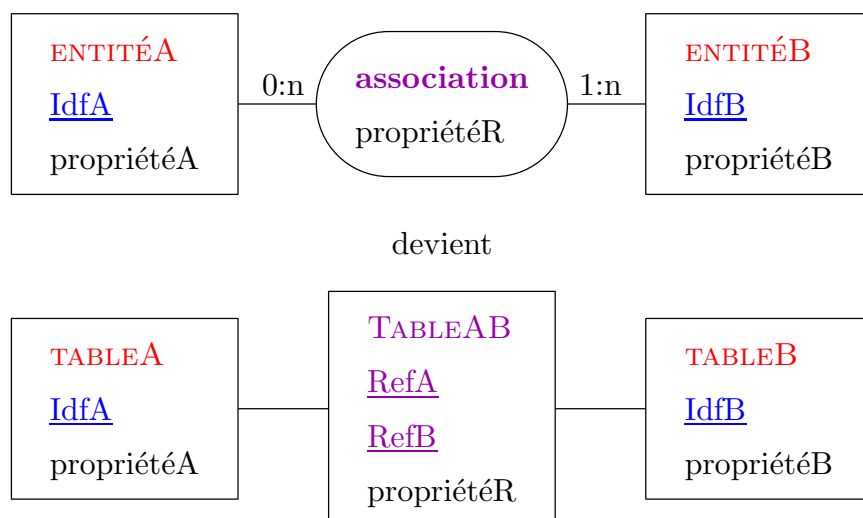 ENTITÉA
IdfA
propriétéA
0:n
association
propriétéR
1:n
ENTITÉB
IdfB
propriétéB
devient
TABLEA
IdfA
propriétéA
TABLEAB
RefA
RefB
propriétéR
TABLEB
IdfB
propriétéB